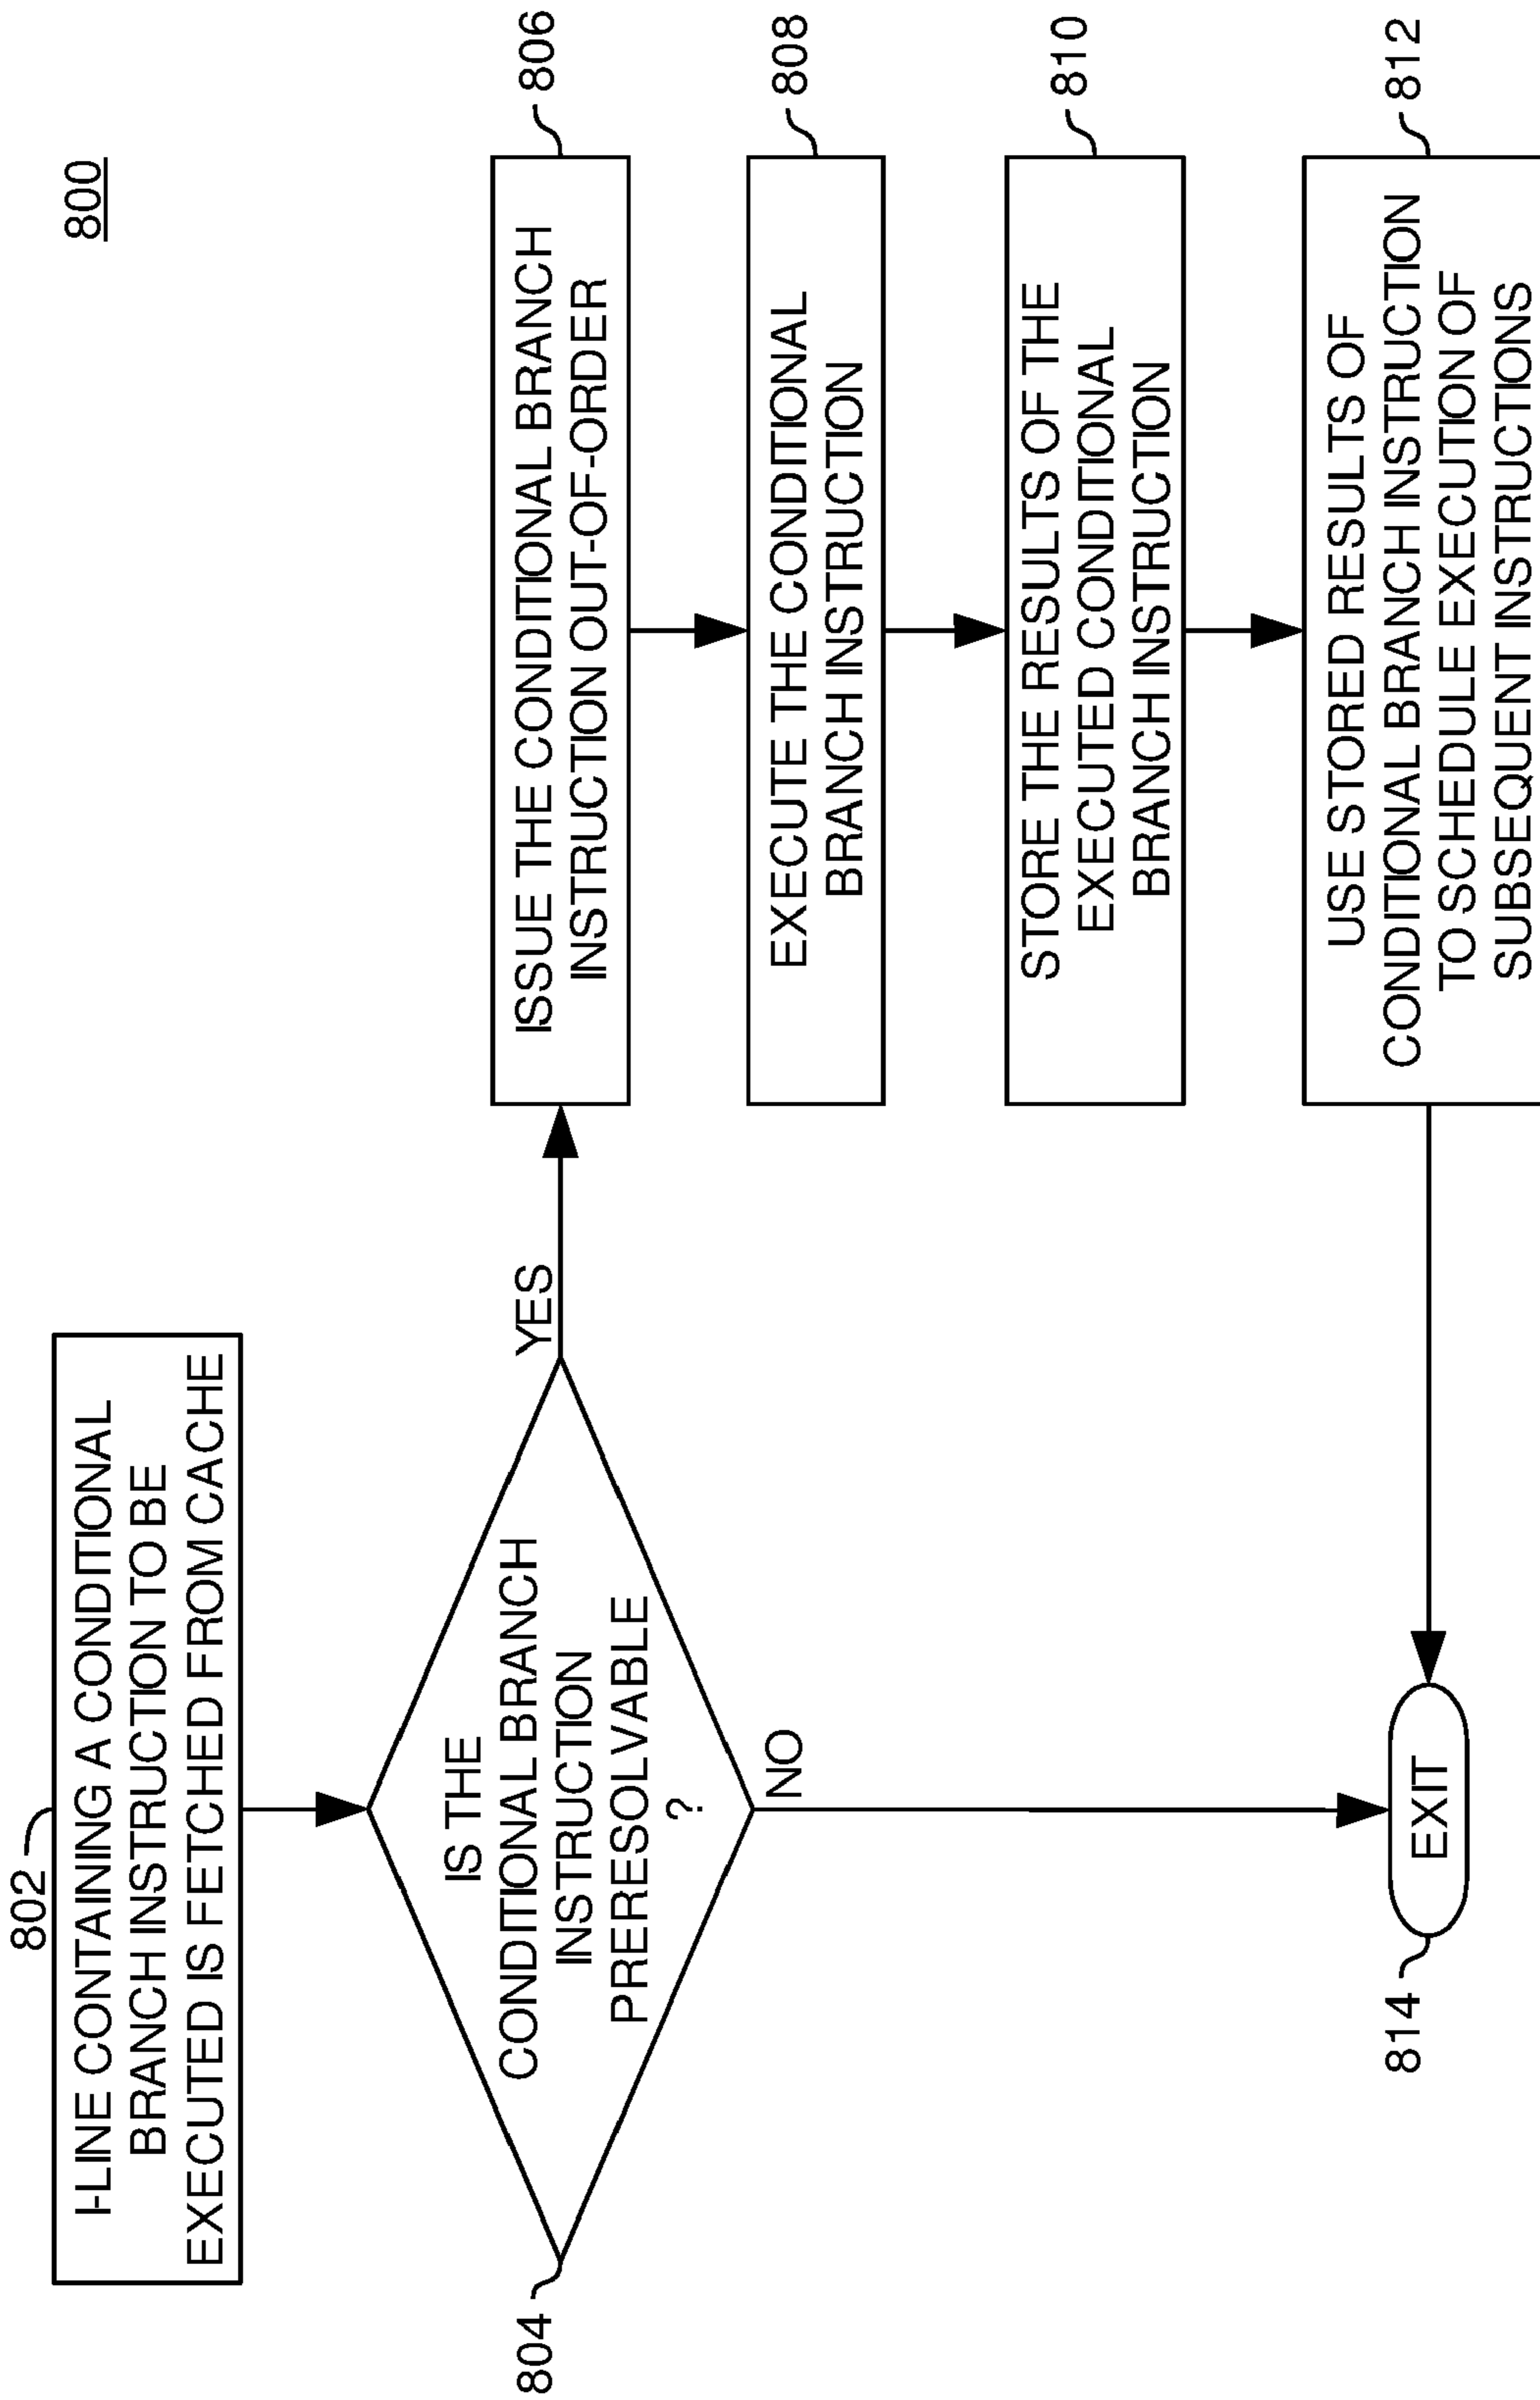 800
802
I-LINE CONTAINING A CONDITIONAL
BRANCH INSTRUCTION TO BE
EXECUTED IS FETCHED FROM CACHE
804
IS THE
CONDITIONAL BRANCH
INSTRUCTION
PRERESOLVABLE
?
YES
NO
806
ISSUE THE CONDITIONAL BRANCH
INSTRUCTION OUT-OF-ORDER
808
EXECUTE THE CONDITIONAL
BRANCH INSTRUCTION
810
STORE THE RESULTS OF THE
EXECUTED CONDITIONAL
BRANCH INSTRUCTION
812
USE STORED RESULTS OF
CONDITIONAL BRANCH INSTRUCTION
TO SCHEDULE EXECUTION OF
SUBSEQUENT INSTRUCTIONS
814
EXIT